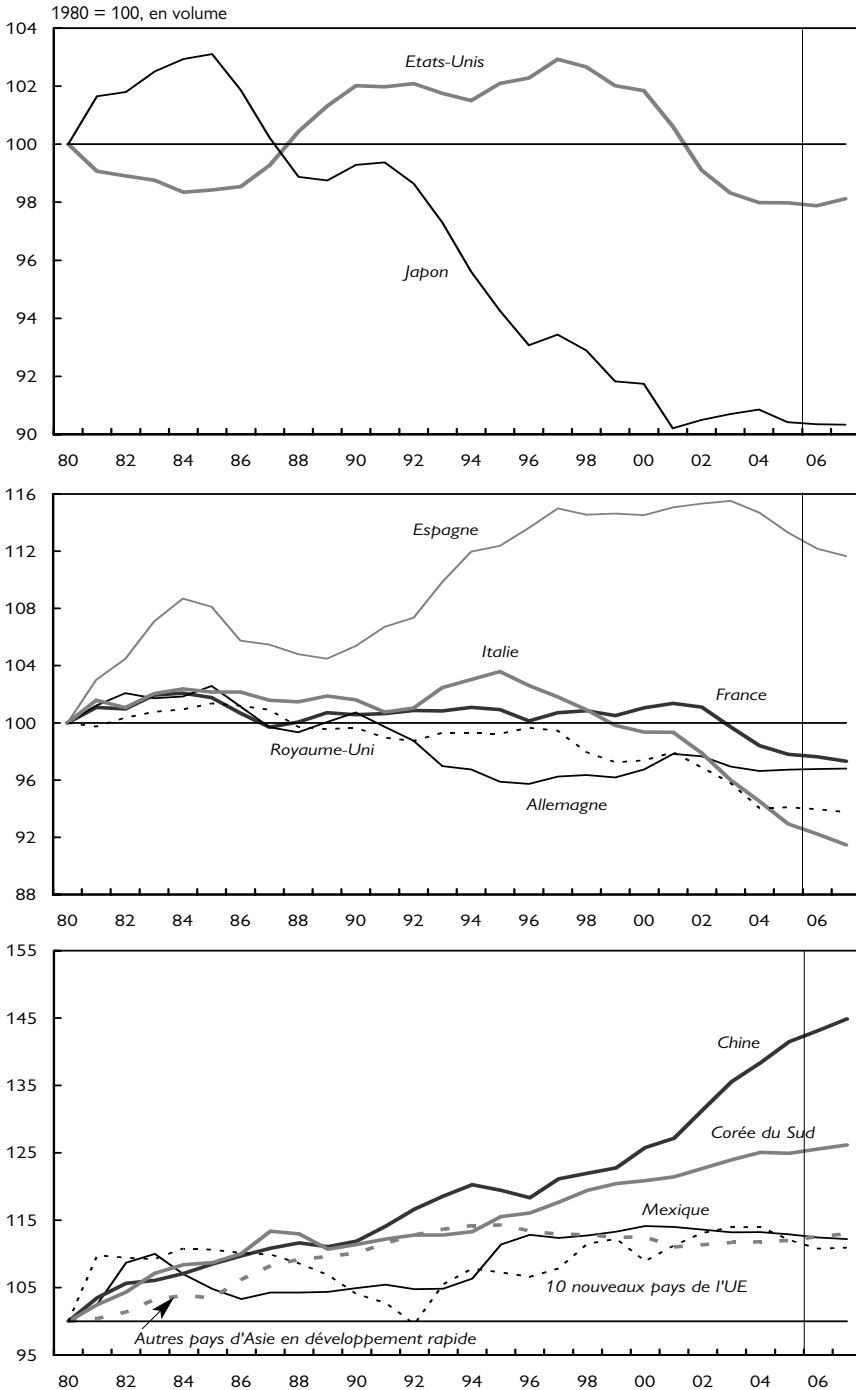 1980 = 100, en volume
104
102
100
98
96
94
92
90
Etats-Unis
Japon
80 82 84 86 88 90 92 94 96 98 00 02 04 06
116
112
108
104
100
96
92
88
Espagne
Italie
France
Royaume-Uni
Allemagne
80 82 84 86 88 90 92 94 96 98 00 02 04 06
155
145
135
125
115
105
95
Chine
Corée du Sud
Mexique
10 nouveaux pays de l'UE
Autres pays d'Asie en développement rapide
80 82 84 86 88 90 92 94 96 98 00 02 04 06